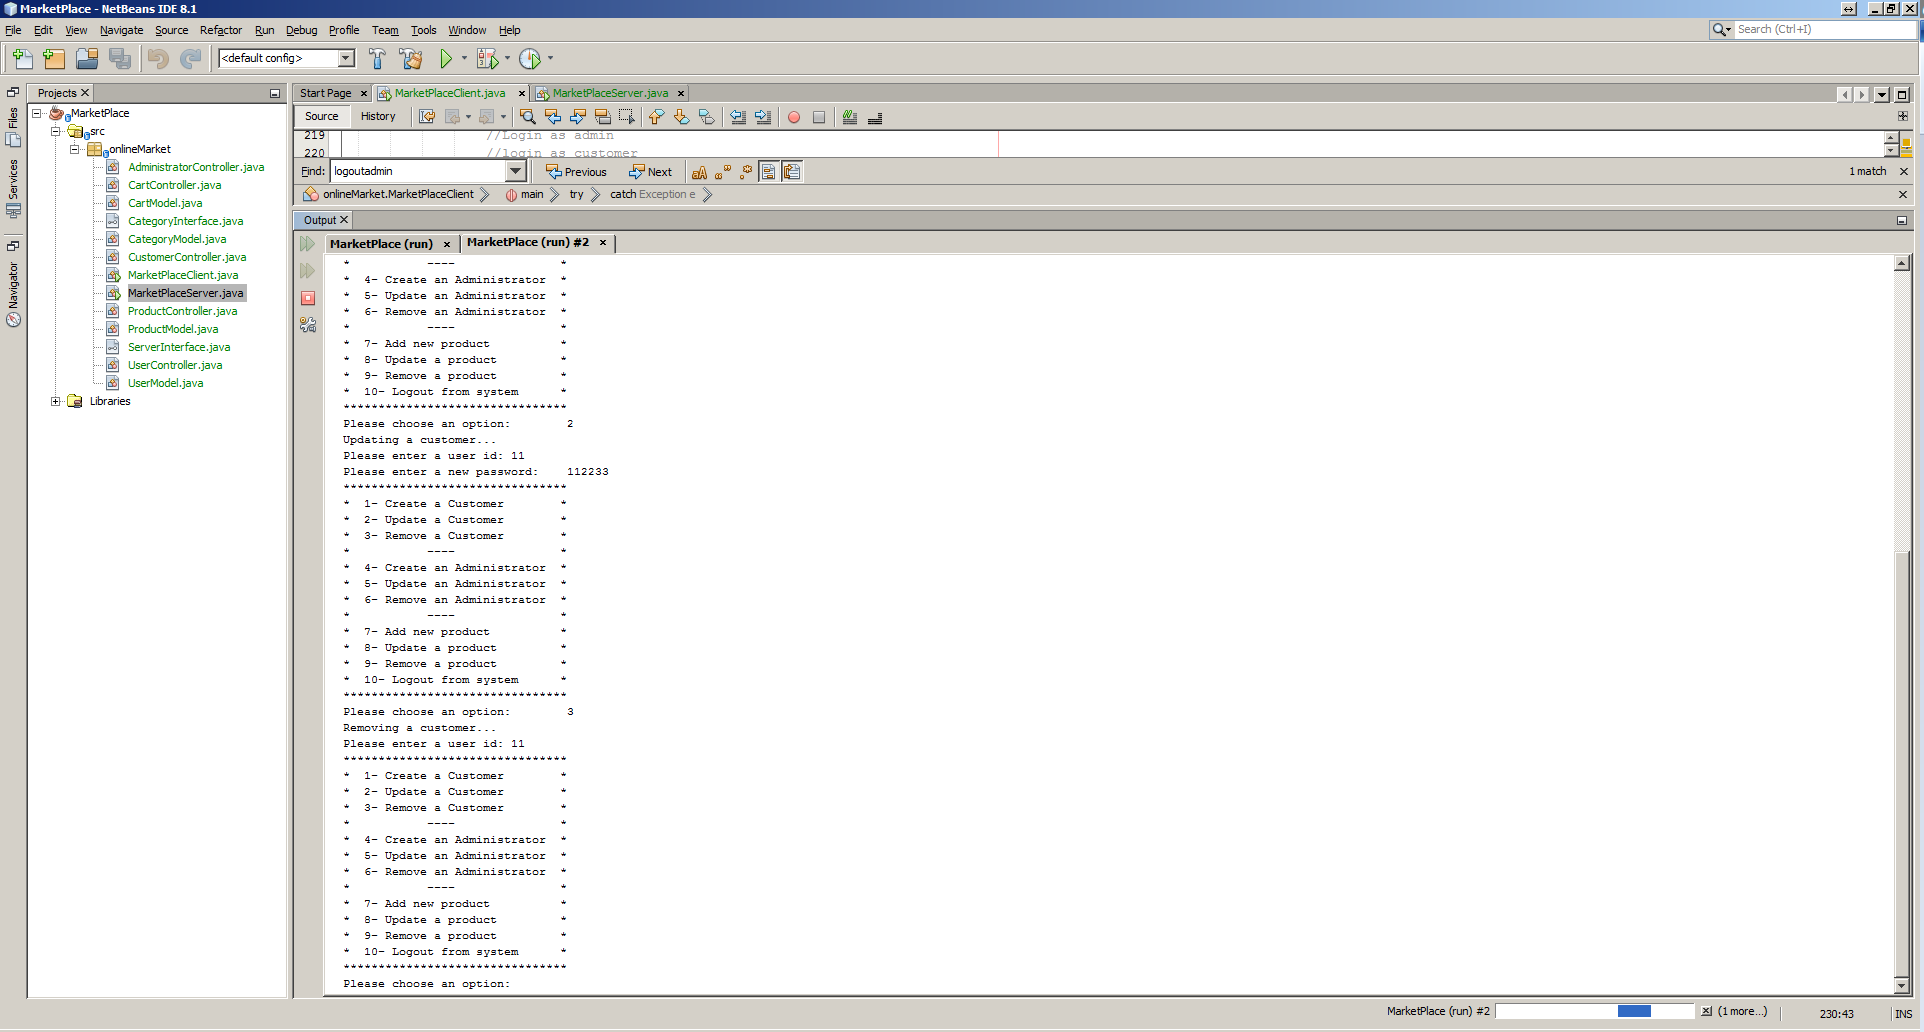 MarketPlace - NetBeans IDE 8.1
File Edit View Navigate Source Refactor Run Debug Profile Team Tools Window Help
Search (Ctrl+I)
<default config>
Projects
Files
Services
Navigator
MarketPlace
src
onlineMarket
AdministratorController.java
CartController.java
CartModel.java
CategoryInterface.java
CategoryModel.java
CustomerController.java
MarketPlaceClient.java
MarketPlaceServer.java
ProductController.java
ProductModel.java
ServerInterface.java
UserController.java
UserModel.java
Libraries
Start Page MarketPlaceClient.java MarketPlaceServer.java
Source History
219 //Login as admin
220 //login as customer
Find: logoutadmin Previous Next 1 match
onlineMarket.MarketPlaceClient main try catch Exception e
Output
MarketPlace (run) MarketPlace (run) #2
* ---- *
* 4- Create an Administrator *
* 5- Update an Administrator *
* 6- Remove an Administrator *
* ---- *
* 7- Add new product *
* 8- Update a product *
* 9- Remove a product *
* 10- Logout from system *
********************************
Please choose an option: 2
Updating a customer...
Please enter a user id: 11
Please enter a new password: 112233
********************************
* 1- Create a Customer *
* 2- Update a Customer *
* 3- Remove a Customer *
* ---- *
* 4- Create an Administrator *
* 5- Update an Administrator *
* 6- Remove an Administrator *
* ---- *
* 7- Add new product *
* 8- Update a product *
* 9- Remove a product *
* 10- Logout from system *
********************************
Please choose an option: 3
Removing a customer...
Please enter a user id: 11
********************************
* 1- Create a Customer *
* 2- Update a Customer *
* 3- Remove a Customer *
* ---- *
* 4- Create an Administrator *
* 5- Update an Administrator *
* 6- Remove an Administrator *
* ---- *
* 7- Add new product *
* 8- Update a product *
* 9- Remove a product *
* 10- Logout from system *
********************************
Please choose an option:
MarketPlace (run) #2 (1 more...) 230:43 INS